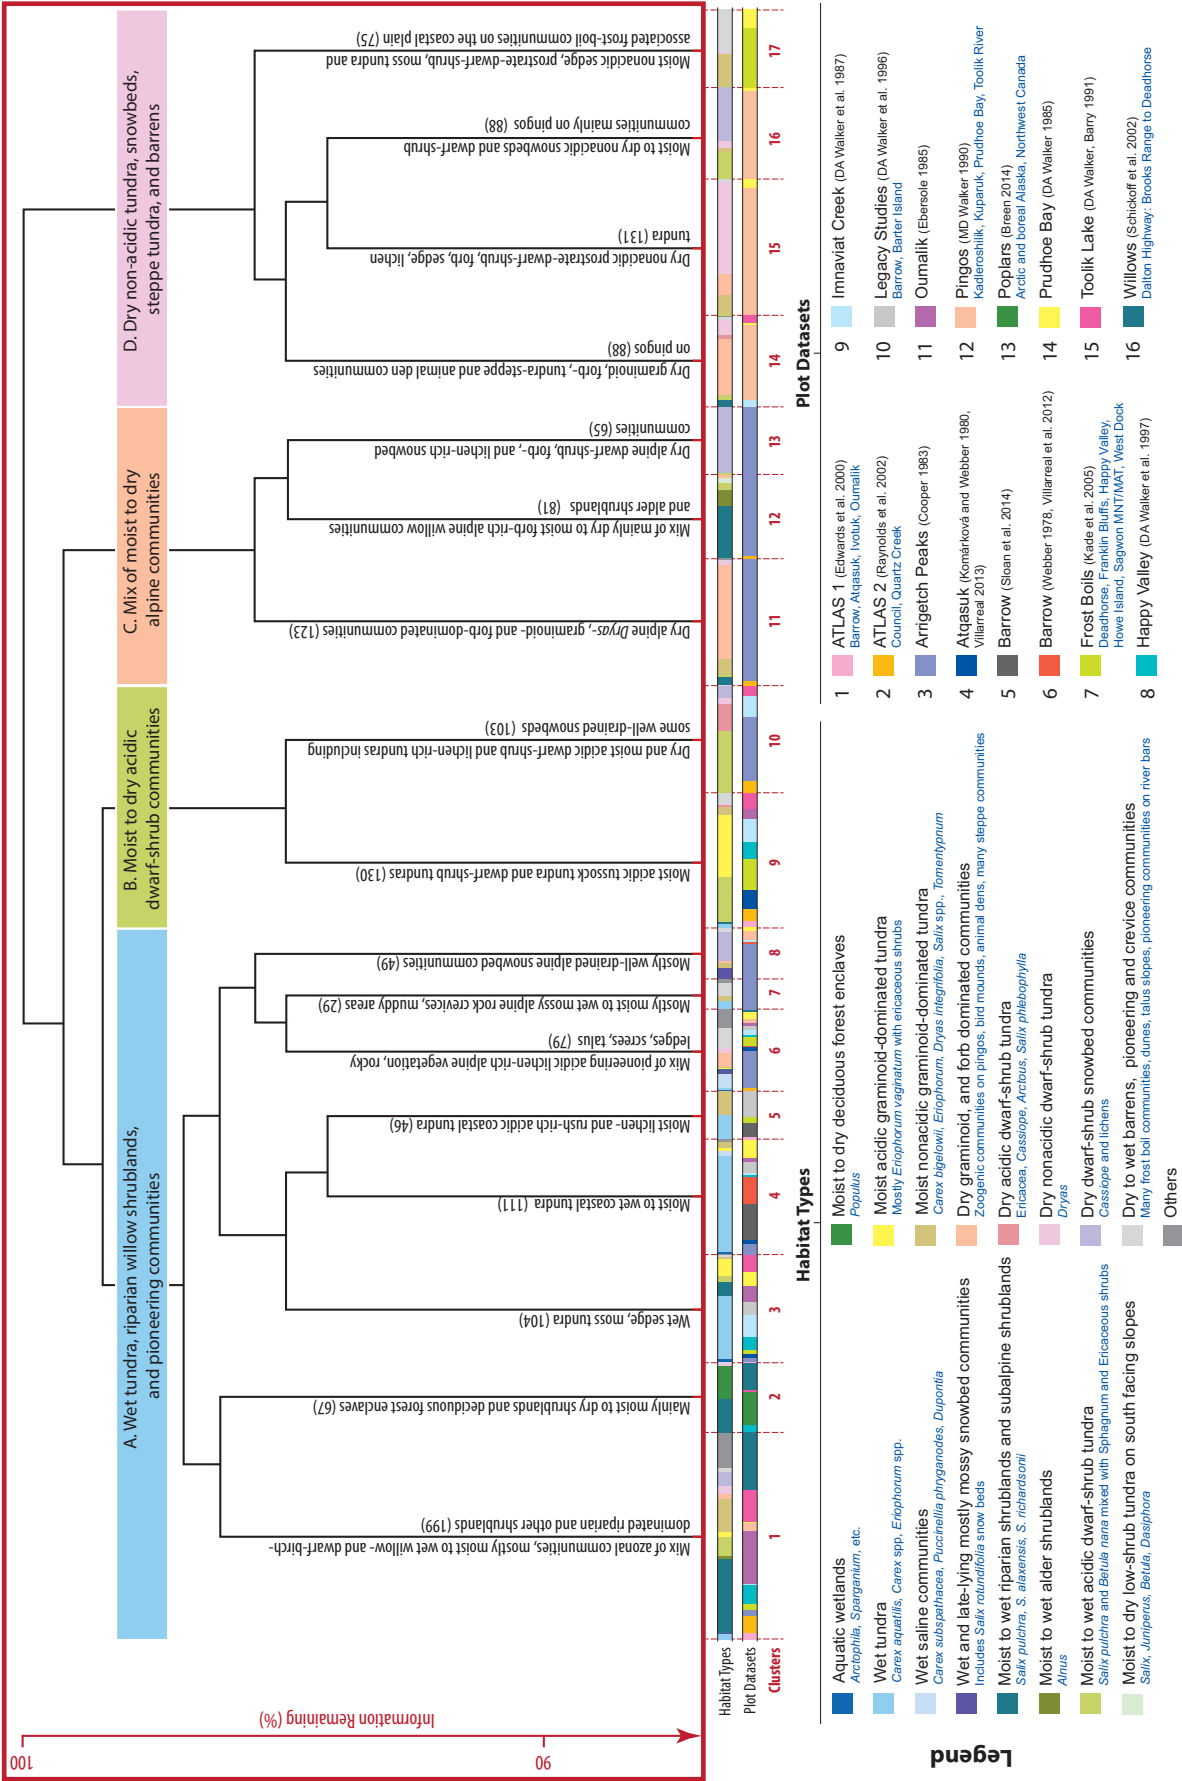 100
90
Information Remaining (%)
A. Wet tundra, riparian willow shrublands,
and pioneering communities
B. Moist to dry acidic
dwarf-shrub communities
C. Mix of moist to dry
alpine communities
D. Dry non-acidic tundra, snowbeds,
steppe tundra, and barrens
Mix of azonal communities, mostly moist to wet willow- and dwarf-birch-
dominated riparian and other shrublands (199)
Mainly moist to dry shrublands and deciduous forest enclaves (67)
Wet sedge, moss tundra (104)
Moist to wet coastal tundra (111)
Moist lichen- and rush-rich acidic coastal tundra (46)
Mix of pioneering acidic lichen-rich alpine vegetation, rocky
ledges, screes, talus (79)
Mostly moist to wet mossy alpine rock crevices, muddy areas (29)
Mostly well-drained alpine snowbed communities (49)
Moist acidic tussock tundra and dwarf-shrub tundras (130)
Dry and moist acidic dwarf-shrub and lichen-rich tundras including
some well-drained snowbeds (103)
Dry alpine Dryas-, graminoid- and forb-dominated communities (123)
Mix of mainly dry to moist forb-rich alpine willow communities
and alder shrublands (81)
Dry alpine dwarf-shrub, forb-, and lichen-rich snowbed
communities (65)
Dry graminoid, forb-, tundra-steppe and animal den communities
on pingos (88)
Dry nonacidic prostrate-dwarf-shrub, forb, sedge, lichen
tundra (131)
Moist to dry nonacidic snowbeds and dwarf-shrub
communities mainly on pingos (88)
Moist nonacidic sedge, prostrate-dwarf-shrub, moss tundra and
associated frost-boil communities on the coastal plain (75)
Habitat Types
Plot Datasets
Clusters 1 2 3 4 5 6 7 8 9 10 11 12 13 14 15 16 17
Legend
Habitat Types
Aquatic wetlands
Arctophila, Sparganium, etc.
Wet tundra
Carex aquatilis, Carex spp, Eriophorum spp.
Wet saline communities
Carex subspathacea, Puccinellia phryganodes, Dupontia
Wet and late-lying mostly mossy snowbed communities
Includes Salix rotundifolia snow beds
Moist to wet riparian shrublands and subalpine shrublands
Salix pulchra, S. alaxensis, S. richardsonii
Moist to wet alder shrublands
Alnus
Moist to wet acidic dwarf-shrub tundra
Salix pulchra and Betula nana mixed with Sphagnum and Ericaceous shrubs
Moist to dry low-shrub tundra on south facing slopes
Salix, Juniperus, Betula, Dasiphora
Moist to dry deciduous forest enclaves
Populus
Moist acidic graminoid-dominated tundra
Mostly Eriophorum vaginatum with ericaceous shrubs
Moist nonacidic graminoid-dominated tundra
Carex bigelowii, Eriophorum, Dryas integrifolia, Salix spp., Tomentypnum
Dry graminoid, and forb dominated communities
Zoogenic communities on pingos, bird mounds, animal dens, many steppe communities
Dry acidic dwarf-shrub tundra
Ericacea, Cassiope, Arctous, Salix phlebophylla
Dry nonacidic dwarf-shrub tundra
Dryas
Dry dwarf-shrub snowbed communities
Cassiope and lichens
Dry to wet barrens, pioneering and crevice communities
Many frost boil communities, dunes, talus slopes, pioneering communities on river bars
Others
Plot Datasets
1 ATLAS 1 (Edwards et al. 2000)
Barrow, Atqasuk, Ivotuk, Oumalik
2 ATLAS 2 (Raynolds et al. 2002)
Council, Quartz Creek
3 Arrigetch Peaks (Cooper 1983)
4 Atqasuk (Komárková and Webber 1980,
Villarreal 2013)
5 Barrow (Sloan et al. 2014)
6 Barrow (Webber 1978, Villarreal et al. 2012)
7 Frost Boils (Kade et al. 2005)
Deadhorse, Franklin Bluffs, Happy Valley,
Howe Island, Sagwon MNT/MAT, West Dock
8 Happy Valley (DA Walker et al. 1997)
9 Imnaviat Creek (DA Walker et al. 1987)
10 Legacy Studies (DA Walker et al. 1996)
Barrow, Barter Island
11 Oumalik (Ebersole 1985)
12 Pingos (MD Walker 1990)
Kadleroshilik, Kuparuk, Prudhoe Bay, Toolik River
13 Poplars (Breen 2014)
Arctic and boreal Alaska, Northwest Canada
14 Prudhoe Bay (DA Walker 1985)
15 Toolik Lake (DA Walker, Barry 1991)
16 Willows (Schickoff et al. 2002)
Dalton Highway: Brooks Range to Deadhorse